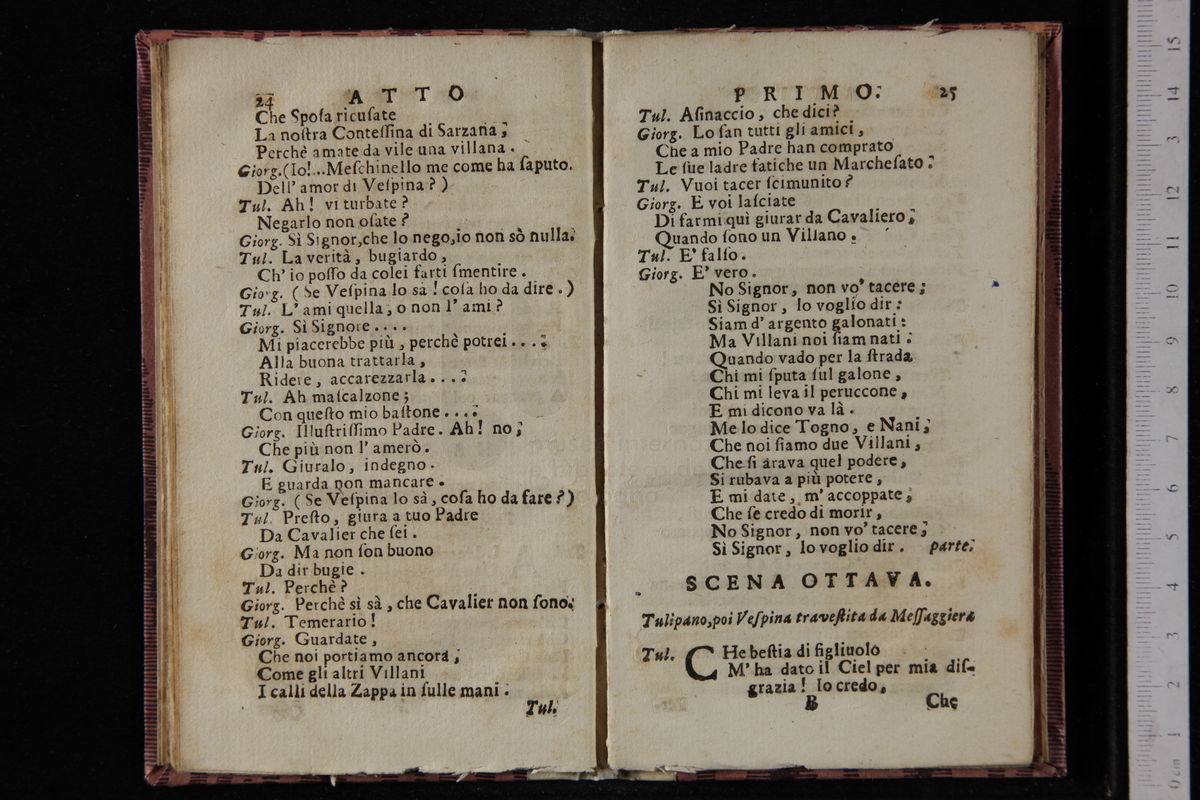 24 ATTO
Che Spoſa ricuſate
La noſtra Conteſſina di Sarzana;
Perchè amate da vile una villana.
Giorg. (Io!...Meſchinello me come ha ſaputo.
Dell' amor di Veſpina?)
Tul. Ah! vi turbate?
Negarlo non oſate?
Giorg. Sì Signor, che lo nego, io non sò nulla.
Tul. La verità, bugiardo,
Ch' io poſſo da colei farti ſmentire.
Giorg. (Se Veſpina lo sà! coſa ho da dire.)
Tul. L' ami quella, o non l' ami?
Giorg. Sì Signore....
Mi piacerebbe più, perchè potrei....
Alla buona trattarla,
Ridere, accarezzarla....
Tul. Ah maſcalzone;
Con queſto mio baſtone....
Giorg. Illuſtriſſimo Padre. Ah! no;
Che più non l' amerò.
Tul. Giuralo, indegno.
E guarda non mancare.
Giorg. (Se Veſpina lo sà, coſa ho da fare?)
Tul. Preſto, giura a tuo Padre
Da Cavalier che ſei.
Giorg. Ma non ſon buono
Da dir bugie.
Tul. Perchè?
Giorg. Perchè sì sà, che Cavalier non ſono.
Tul. Temerario!
Giorg. Guardate,
Che noi portiamo ancora,
Come gli altri Villani
I calli della Zappa in ſulle mani.
Tul.
PRIMO. 25
Tul. Aſinaccio, che dici?
Giorg. Lo ſan tutti gli amici,
Che a mio Padre han comprato
Le ſue ladre fatiche un Marcheſato.
Tul. Vuoi tacer ſcimunito?
Giorg. E voi laſciate
Di farmi quì giurar da Cavaliero;
Quando ſono un Villano.
Tul. E' falſo.
Giorg. E' vero.
No Signor, non vo' tacere;
Sì Signor, lo voglio dir:
Siam d' argento galonati:
Ma Villani noi ſiam nati.
Quando vado per la ſtrada
Chi mi ſputa ſul galone,
Chi mi leva il peruccone,
E mi dicono va là.
Me lo dice Togno, e Nani,
Che noi ſiamo due Villani,
Che ſi arava quel podere,
Si rubava a più potere,
E mi date, m' accoppate,
Che ſe credo di morir,
No Signor, non vo' tacere;
Sì Signor, lo voglio dir. parte.
SCENA OTTAVA.
Tulipano, poi Veſpina traveſtita da Meſſaggiera
Tul. CHe beſtia di figliuolo
M' ha dato il Ciel per mia diſ-
grazia! Io credo,
B Che